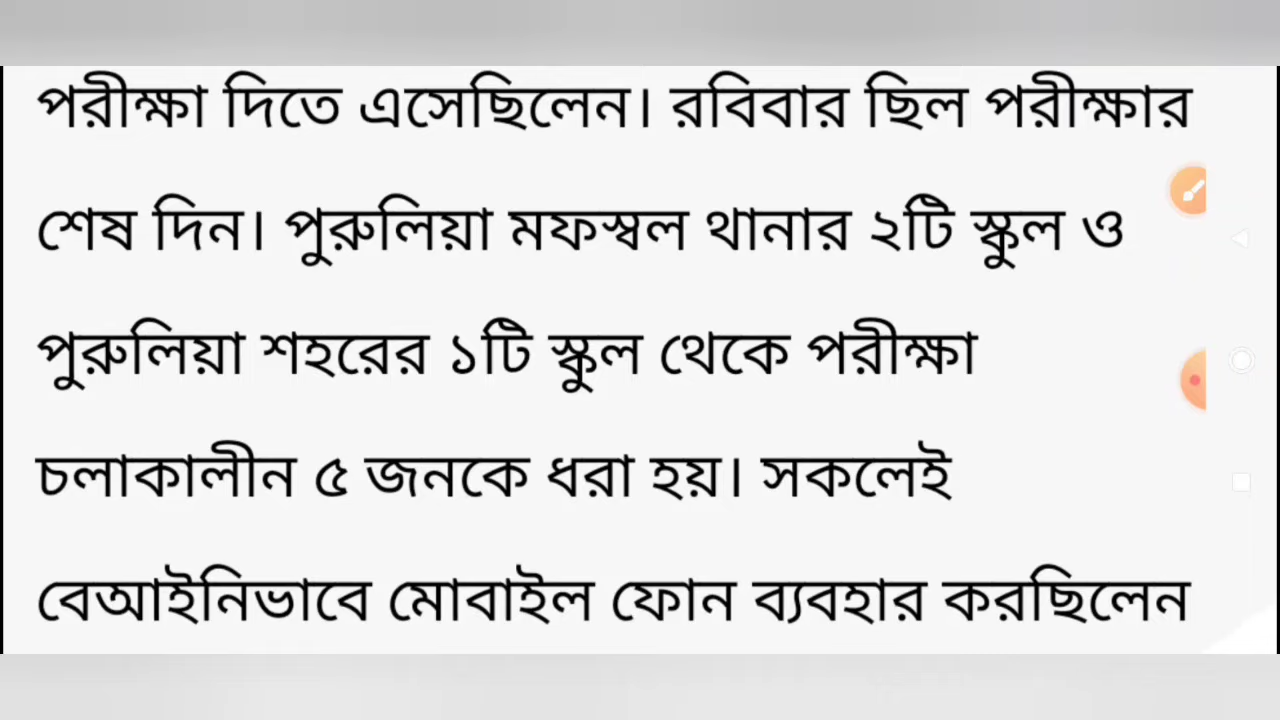 পরীক্ষা দিতে এসেছিলেন। রবিবার ছিল পরীক্ষার
শেষ দিন। পুরুলিয়া মফস্বল থানার ২টি স্কুল ও
পুরুলিয়া শহরের ১টি স্কুল থেকে পরীক্ষা
চলাকালীন ৫ জনকে ধরা হয়। সকলেই
বেআইনিভাবে মোবাইল ফোন ব্যবহার করছিলেন